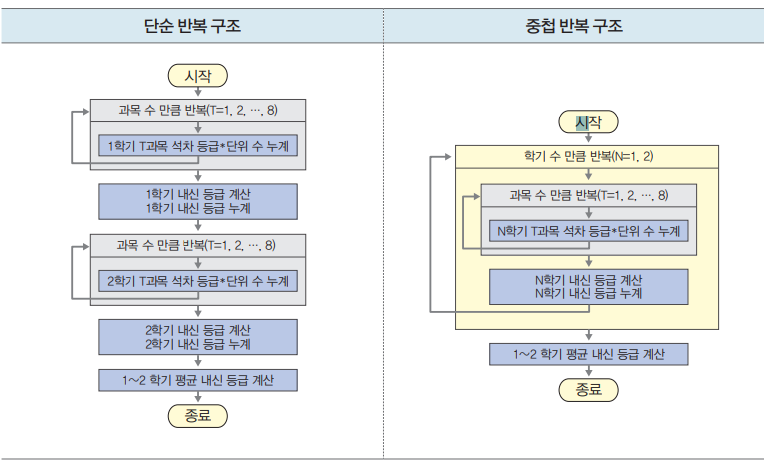 단순 반복 구조
중첩 반복 구조
시작
과목 수 만큼 반복(T=1, 2, …, 8)
1학기 T과목 석차 등급*단위 수 누계
1학기 내신 등급 계산
1학기 내신 등급 누계
과목 수 만큼 반복(T=1, 2, …, 8)
2학기 T과목 석차 등급*단위 수 누계
2학기 내신 등급 계산
2학기 내신 등급 누계
1~2 학기 평균 내신 등급 계산
종료
시작
학기 수 만큼 반복(N=1, 2)
과목 수 만큼 반복(T=1, 2, …, 8)
N학기 T과목 석차 등급*단위 수 누계
N학기 내신 등급 계산
N학기 내신 등급 누계
1~2 학기 평균 내신 등급 계산
종료